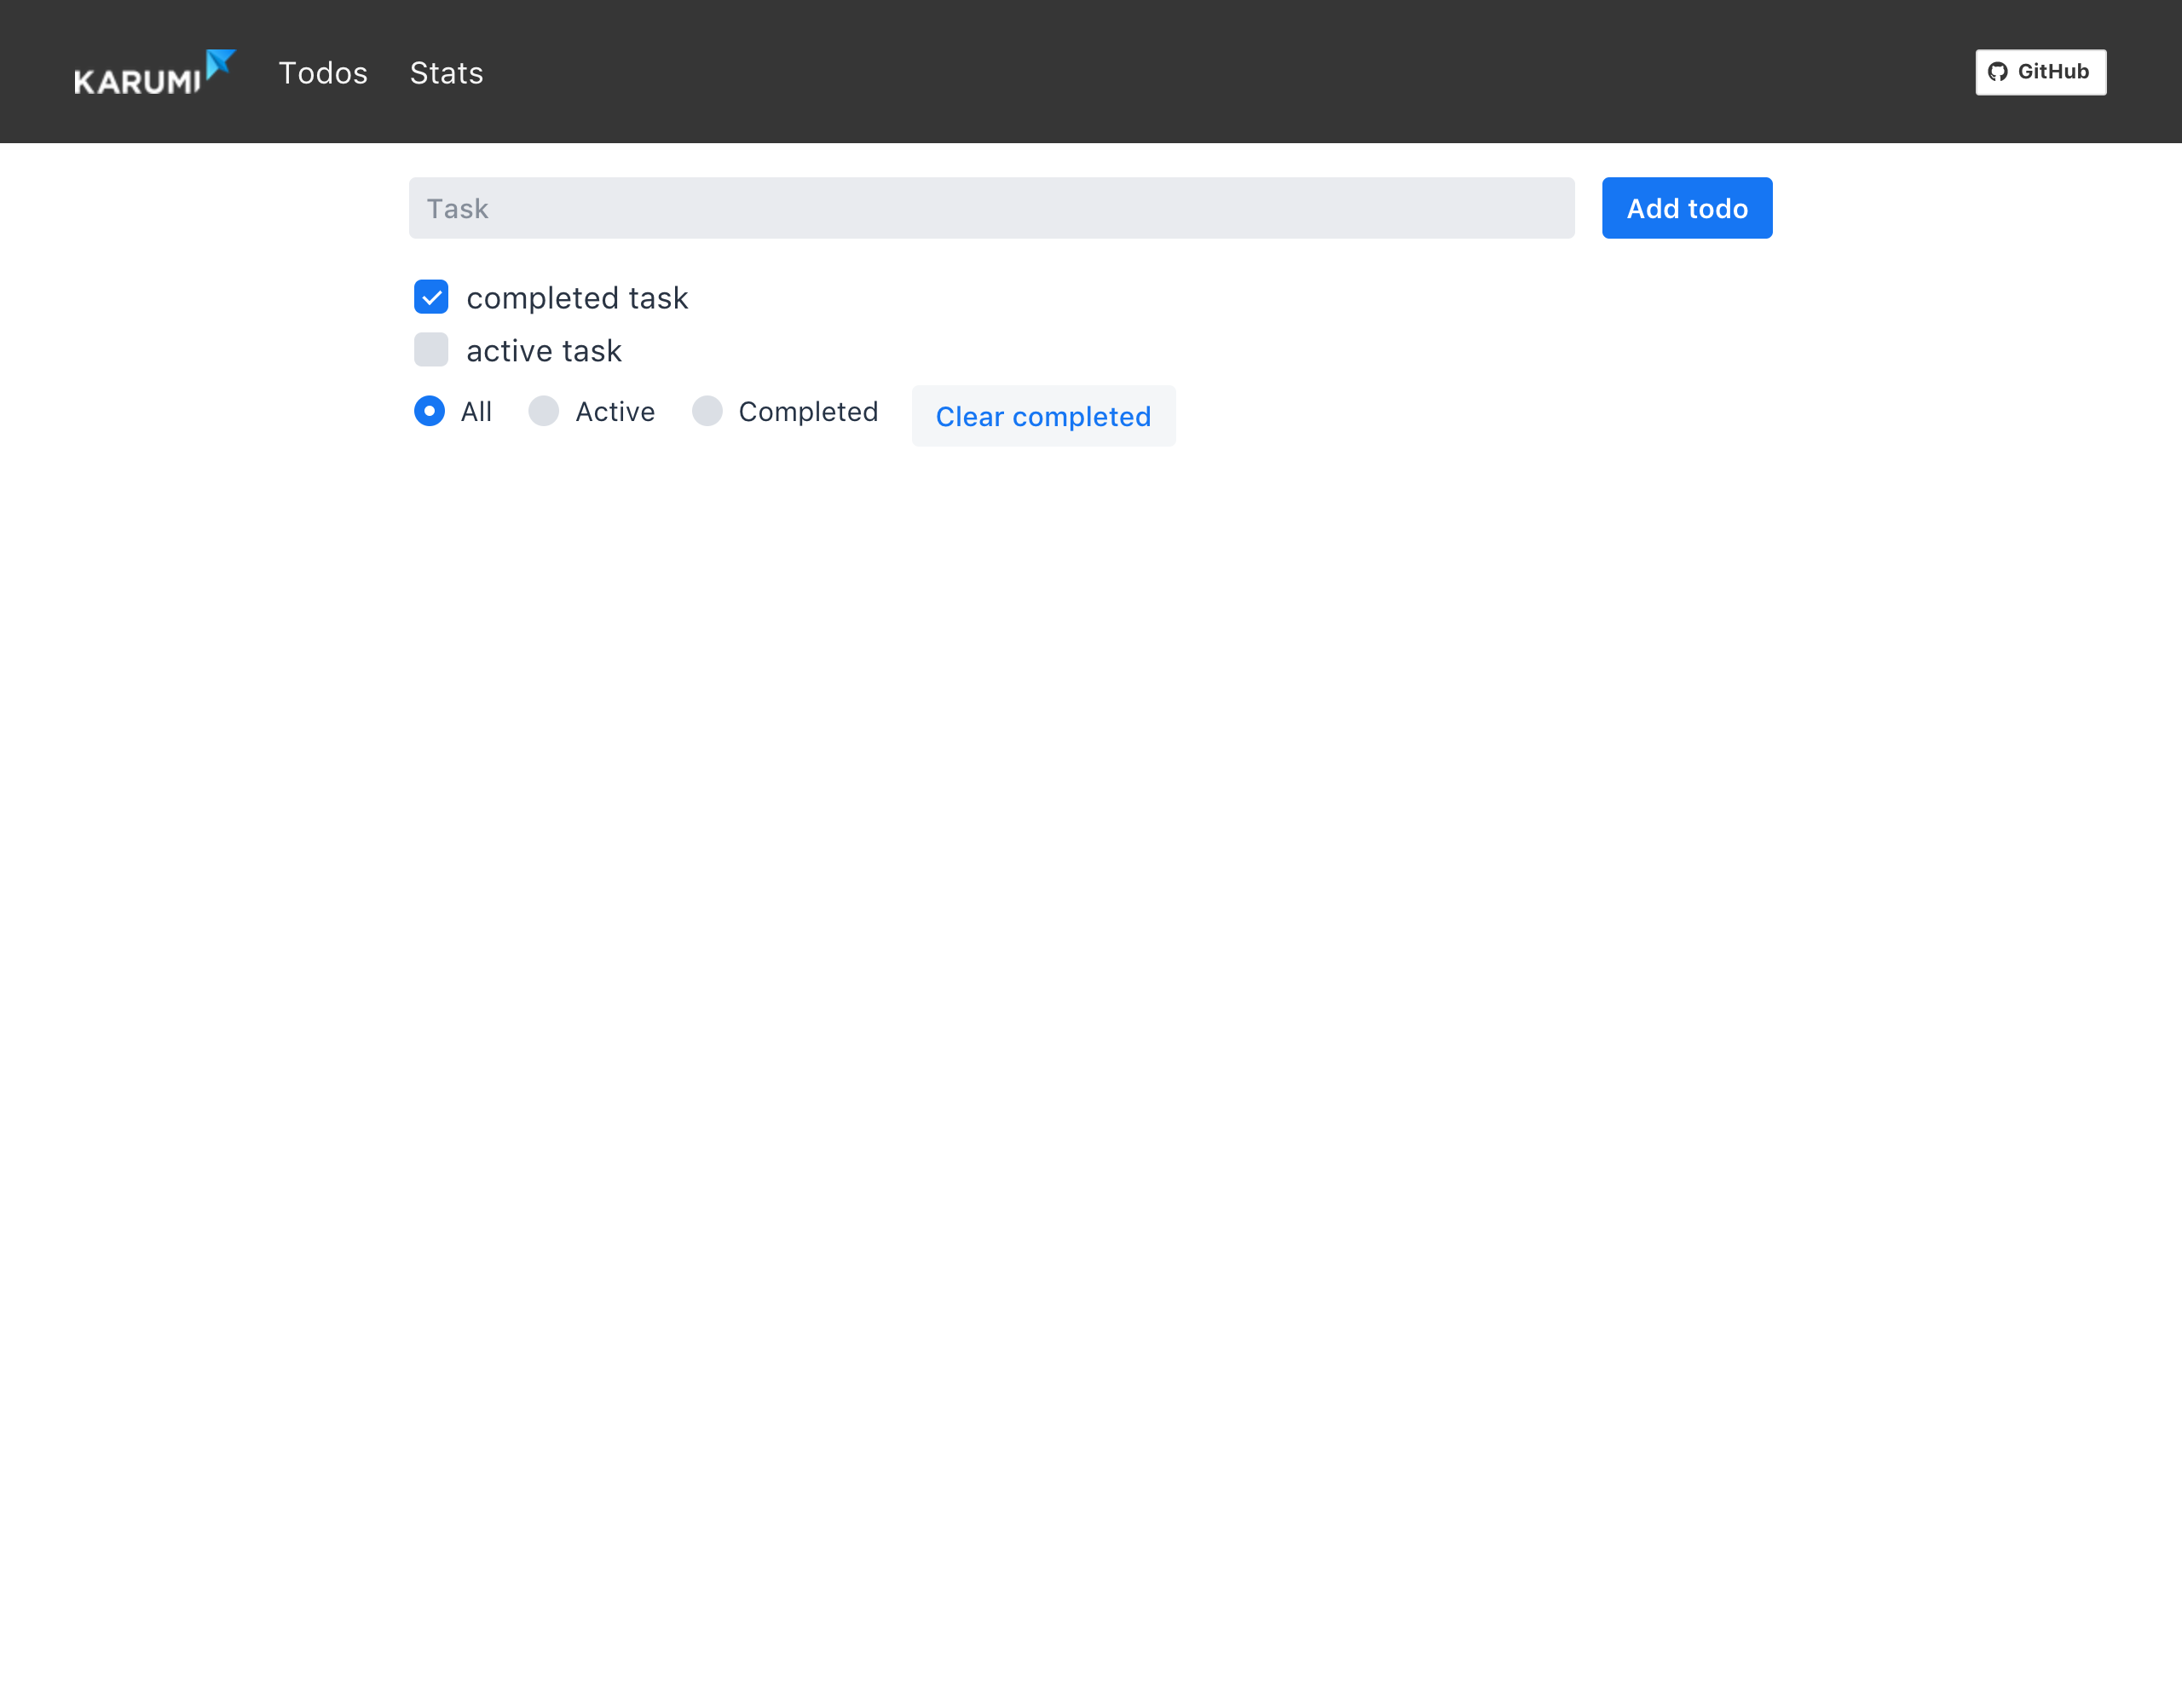 KARUMI Todos Stats GitHub
Task Add todo
completed task
active task
All Active Completed Clear completed